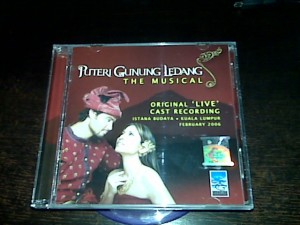 PUTERI GUNUNG LEDANG
THE MUSICAL
ORIGINAL 'LIVE'
CAST RECORDING
ISTANA BUDAYA • KUALA LUMPUR
FEBRUARY 2006